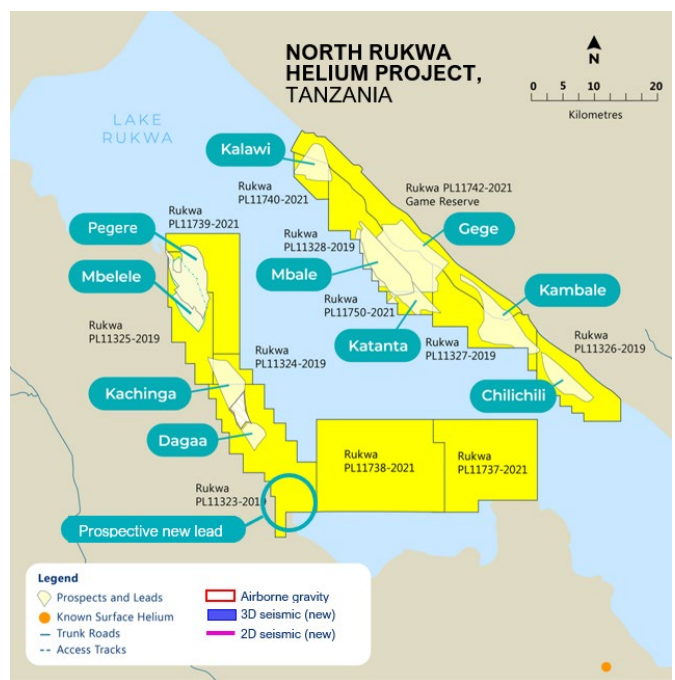 NORTH RUKWA
HELIUM PROJECT,
TANZANIA
N
0 5 10 20
Kilometres
LAKE
RUKWA
Kalawi
Rukwa
PL11740-2021
Rukwa PL11742-2021
Game Reserve
Rukwa
PL11739-2021
Pegere
Gege
Rukwa
PL11328-2019
Mbelele
Mbale
Kambale
Rukwa
PL11750-2021
Rukwa
PL11325-2019
Katanta
Rukwa
PL11327-2019
Rukwa
PL11326-2019
Rukwa
PL11324-2019
Kachinga
Chilichili
Dagaa
Rukwa
PL11738-2021
Rukwa
PL11737-2021
Rukwa
PL11323-2019
Prospective new lead
Legend
Prospects and Leads
Known Surface Helium
Trunk Roads
Access Tracks
Airborne gravity
3D seismic (new)
2D seismic (new)